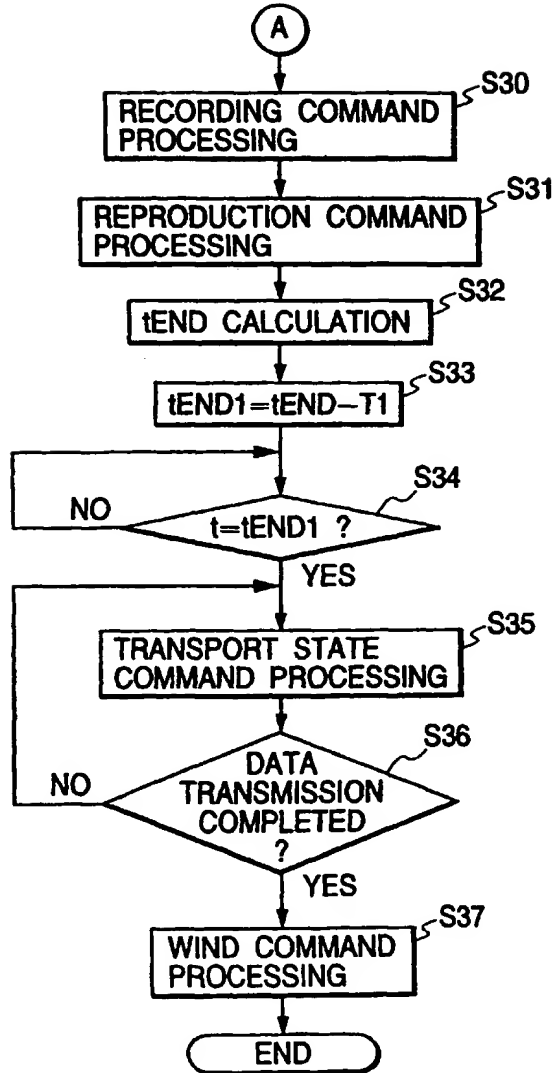 A
S30
RECORDING COMMAND
PROCESSING
S31
REPRODUCTION COMMAND
PROCESSING
S32
tEND CALCULATION
S33
tEND1=tEND-T1
S34
NO
t=tEND1 ?
YES
S35
TRANSPORT STATE
COMMAND PROCESSING
S36
NO
DATA
TRANSMISSION
COMPLETED
?
YES
S37
WIND COMMAND
PROCESSING
END